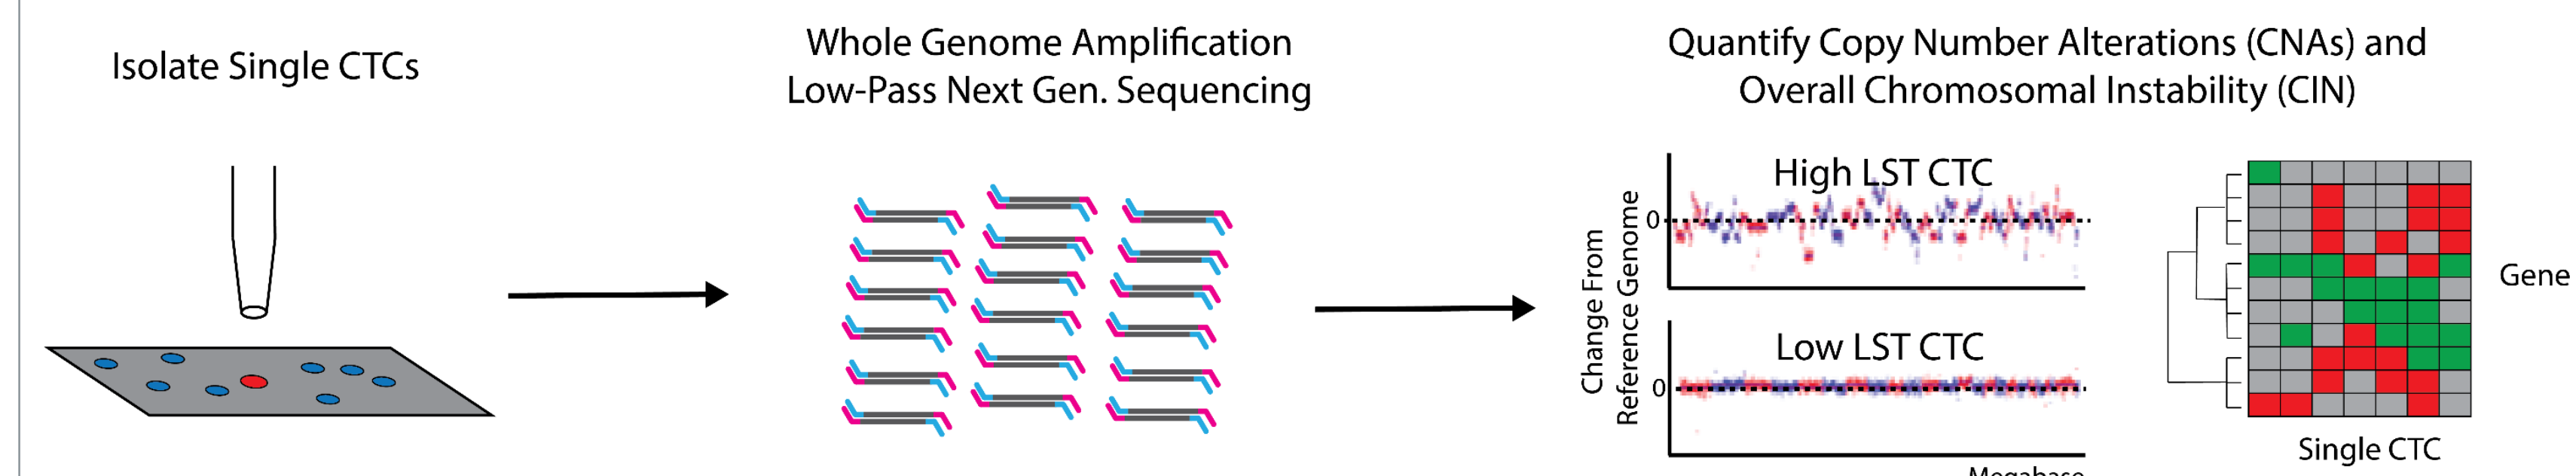 Isolate Single CTCs
Whole Genome Amplification
Low-Pass Next Gen. Sequencing
Quantify Copy Number Alterations (CNAs) and
Overall Chromosomal Instability (CIN)
Change From
Reference Genome
High LST CTC
0
Low LST CTC
0
Megabase
Gene
Single CTC